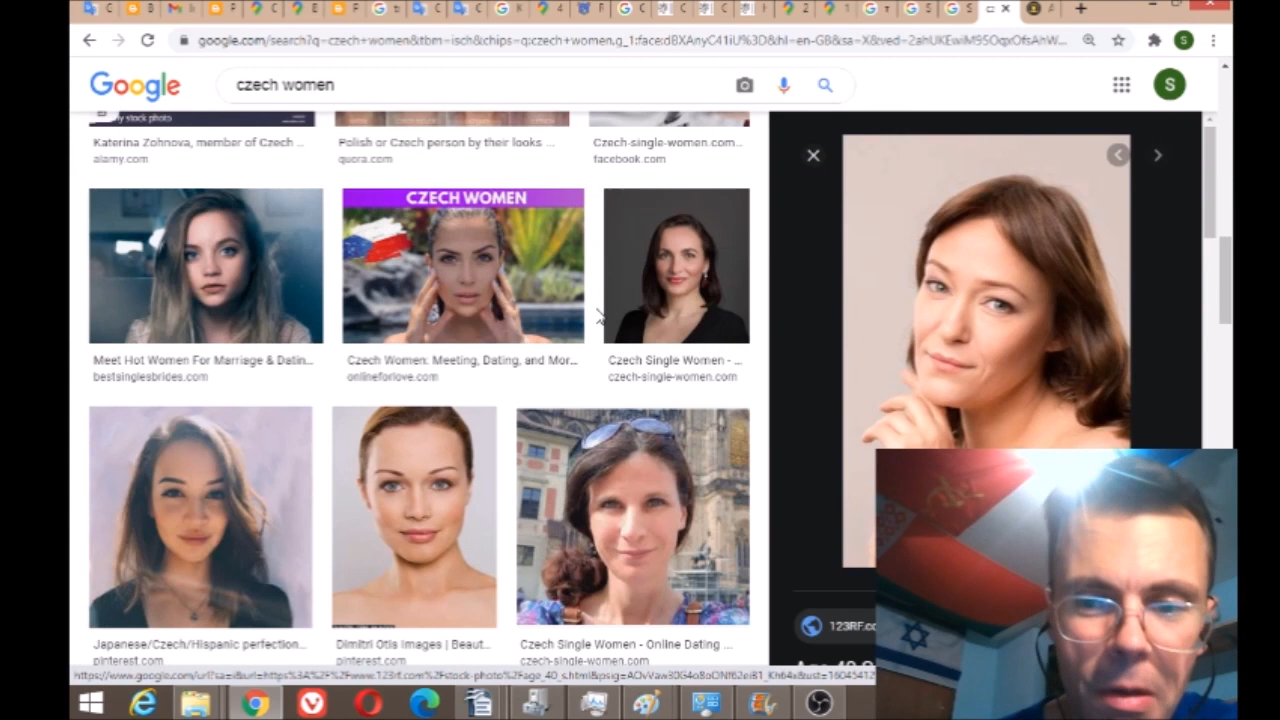 google.com/search?q=czech+women&tbm=isch&chips=q:czech+women,g_1:face
Google
czech women
S
S
my stock photo
Katerina Zohnova, member of Czech ...
alamy.com
Polish or Czech person by their looks ...
quora.com
Czech-single-women.com...
facebook.com
CZECH WOMEN
Meet Hot Women For Marriage & Datin...
bestsinglesbrides.com
Czech Women: Meeting, Dating, and Mor...
onlineforlove.com
Czech Single Women - ...
czech-single-women.com
123RF.co
Japanese/Czech/Hispanic perfection...
pinterest.com
Dimitri Otis Images | Beaut...
pinterest.com
Czech Single Women - Online Dating ...
czech-single-women.com